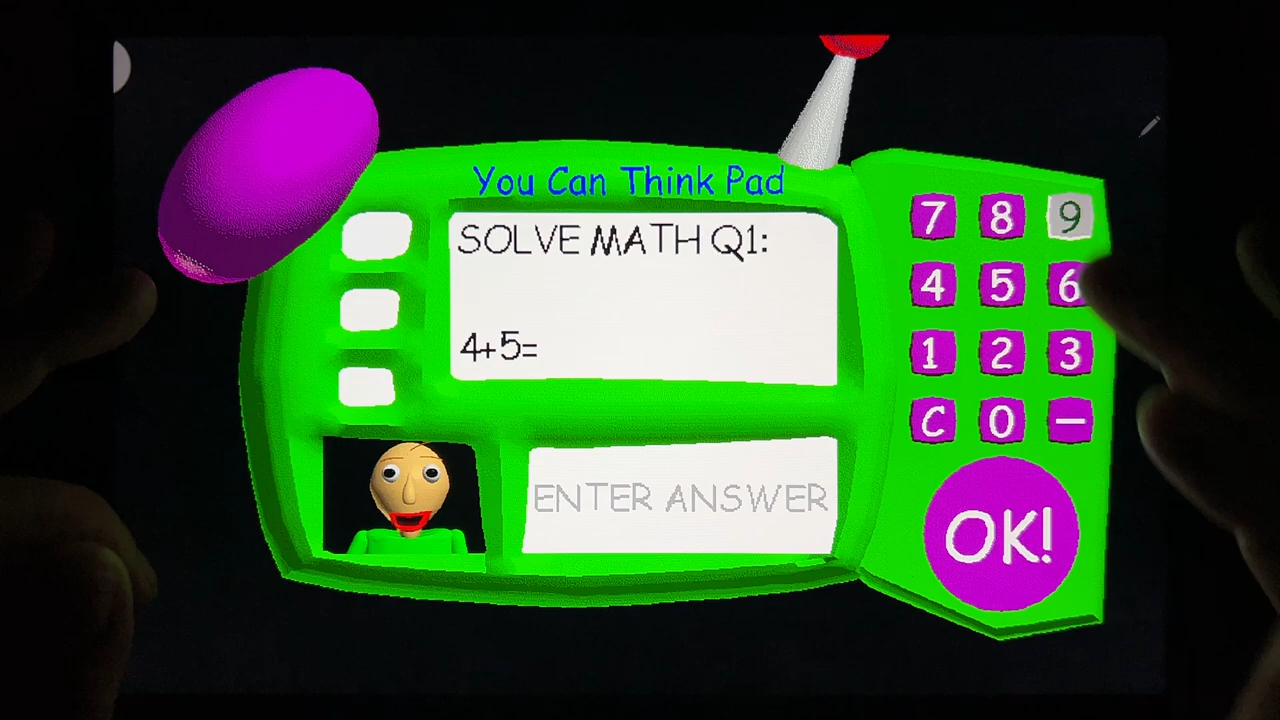 You Can Think Pad
SOLVE MATH Q1:
4+5=
ENTER ANSWER
7 8 9
4 5 6
1 2 3
C 0 −
OK!